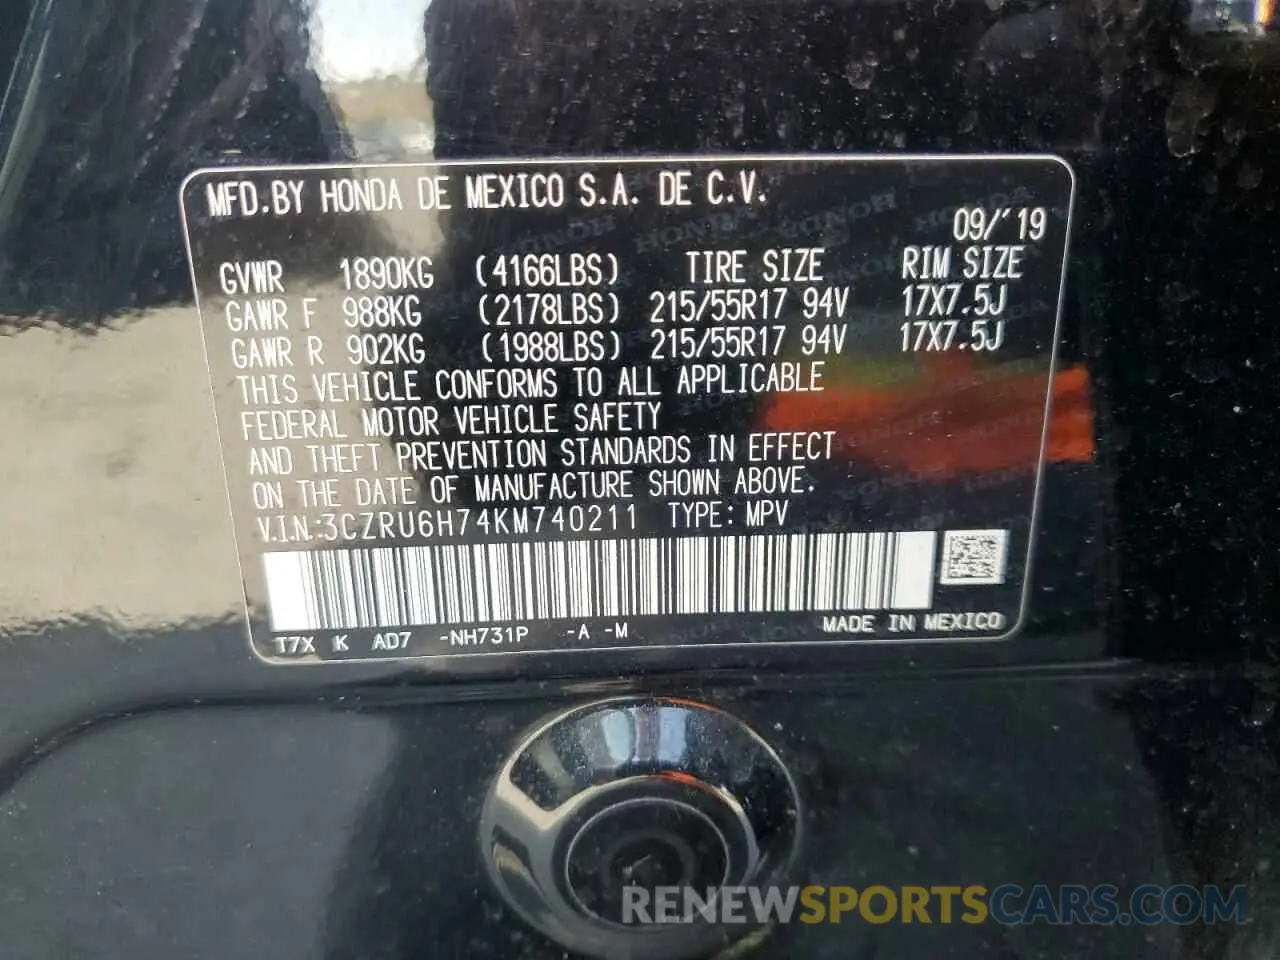 MFD.BY HONDA DE MEXICO S.A. DE C.V.
09/'19
GVWR 1890KG (4166LBS) TIRE SIZE RIM SIZE
GAWR F 988KG (2178LBS) 215/55R17 94V 17X7.5J
GAWR R 902KG (1988LBS) 215/55R17 94V 17X7.5J
THIS VEHICLE CONFORMS TO ALL APPLICABLE
FEDERAL MOTOR VEHICLE SAFETY
AND THEFT PREVENTION STANDARDS IN EFFECT
ON THE DATE OF MANUFACTURE SHOWN ABOVE.
V.I.N.:3CZRU6H74KM740211 TYPE: MPV
T7X K AD7 -NH731P -A -M MADE IN MEXICO
RENEWSPORTSCARS.COM